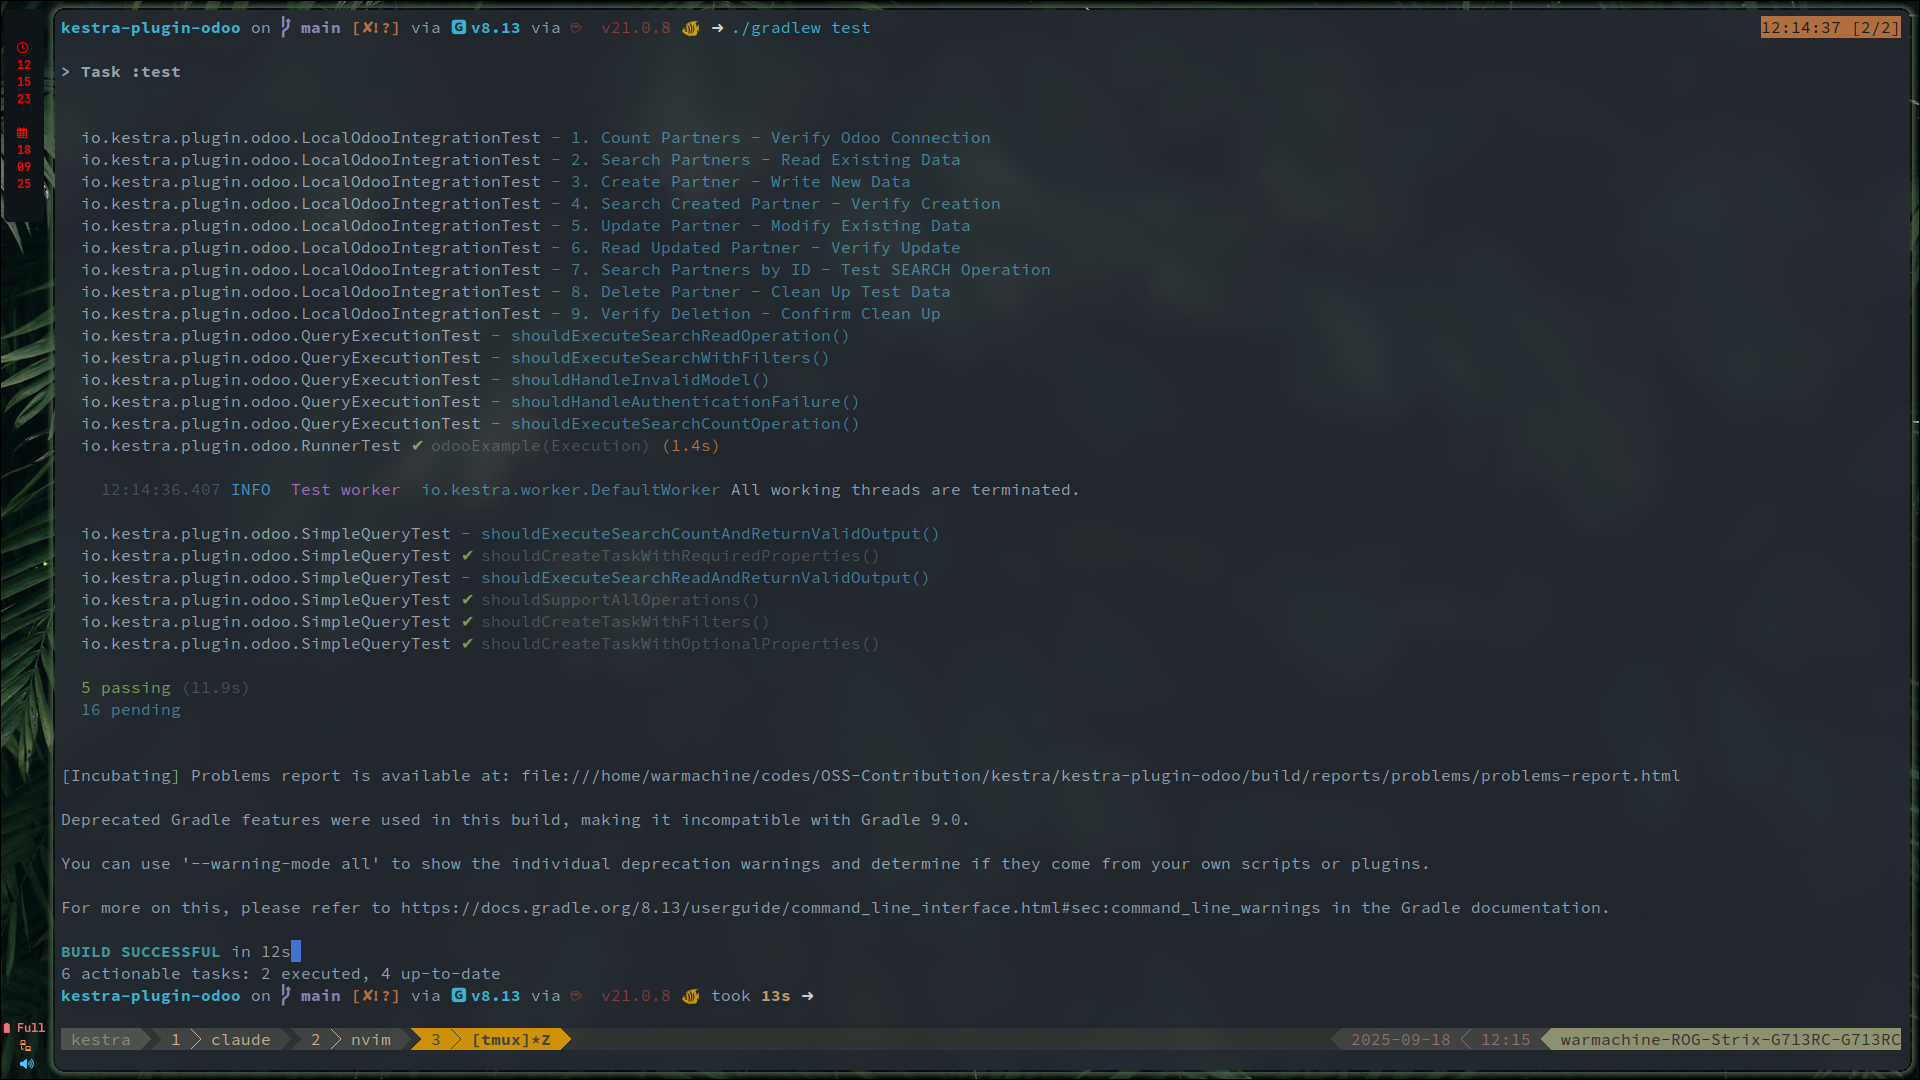 kestra-plugin-odoo on main [✘!?] via G v8.13 via v21.0.8 ➜ ./gradlew test
12:14:37 [2/2]
12
15
23
18
09
25
> Task :test
io.kestra.plugin.odoo.LocalOdooIntegrationTest - 1. Count Partners - Verify Odoo Connection
io.kestra.plugin.odoo.LocalOdooIntegrationTest - 2. Search Partners - Read Existing Data
io.kestra.plugin.odoo.LocalOdooIntegrationTest - 3. Create Partner - Write New Data
io.kestra.plugin.odoo.LocalOdooIntegrationTest - 4. Search Created Partner - Verify Creation
io.kestra.plugin.odoo.LocalOdooIntegrationTest - 5. Update Partner - Modify Existing Data
io.kestra.plugin.odoo.LocalOdooIntegrationTest - 6. Read Updated Partner - Verify Update
io.kestra.plugin.odoo.LocalOdooIntegrationTest - 7. Search Partners by ID - Test SEARCH Operation
io.kestra.plugin.odoo.LocalOdooIntegrationTest - 8. Delete Partner - Clean Up Test Data
io.kestra.plugin.odoo.LocalOdooIntegrationTest - 9. Verify Deletion - Confirm Clean Up
io.kestra.plugin.odoo.QueryExecutionTest - shouldExecuteSearchReadOperation()
io.kestra.plugin.odoo.QueryExecutionTest - shouldExecuteSearchWithFilters()
io.kestra.plugin.odoo.QueryExecutionTest - shouldHandleInvalidModel()
io.kestra.plugin.odoo.QueryExecutionTest - shouldHandleAuthenticationFailure()
io.kestra.plugin.odoo.QueryExecutionTest - shouldExecuteSearchCountOperation()
io.kestra.plugin.odoo.RunnerTest ✔ odooExample(Execution) (1.4s)
12:14:36.407 INFO Test worker io.kestra.worker.DefaultWorker All working threads are terminated.
io.kestra.plugin.odoo.SimpleQueryTest - shouldExecuteSearchCountAndReturnValidOutput()
io.kestra.plugin.odoo.SimpleQueryTest ✔ shouldCreateTaskWithRequiredProperties()
io.kestra.plugin.odoo.SimpleQueryTest - shouldExecuteSearchReadAndReturnValidOutput()
io.kestra.plugin.odoo.SimpleQueryTest ✔ shouldSupportAllOperations()
io.kestra.plugin.odoo.SimpleQueryTest ✔ shouldCreateTaskWithFilters()
io.kestra.plugin.odoo.SimpleQueryTest ✔ shouldCreateTaskWithOptionalProperties()
5 passing (11.9s)
16 pending
[Incubating] Problems report is available at: file:///home/warmachine/codes/OSS-Contribution/kestra/kestra-plugin-odoo/build/reports/problems/problems-report.html
Deprecated Gradle features were used in this build, making it incompatible with Gradle 9.0.
You can use '--warning-mode all' to show the individual deprecation warnings and determine if they come from your own scripts or plugins.
For more on this, please refer to https://docs.gradle.org/8.13/userguide/command_line_interface.html#sec:command_line_warnings in the Gradle documentation.
BUILD SUCCESSFUL in 12s
6 actionable tasks: 2 executed, 4 up-to-date
kestra-plugin-odoo on main [✘!?] via G v8.13 via v21.0.8 took 13s ➜
Full
kestra 1 claude 2 nvim 3 [tmux]*Z 2025-09-18 12:15 warmachine-ROG-Strix-G713RC-G713RC